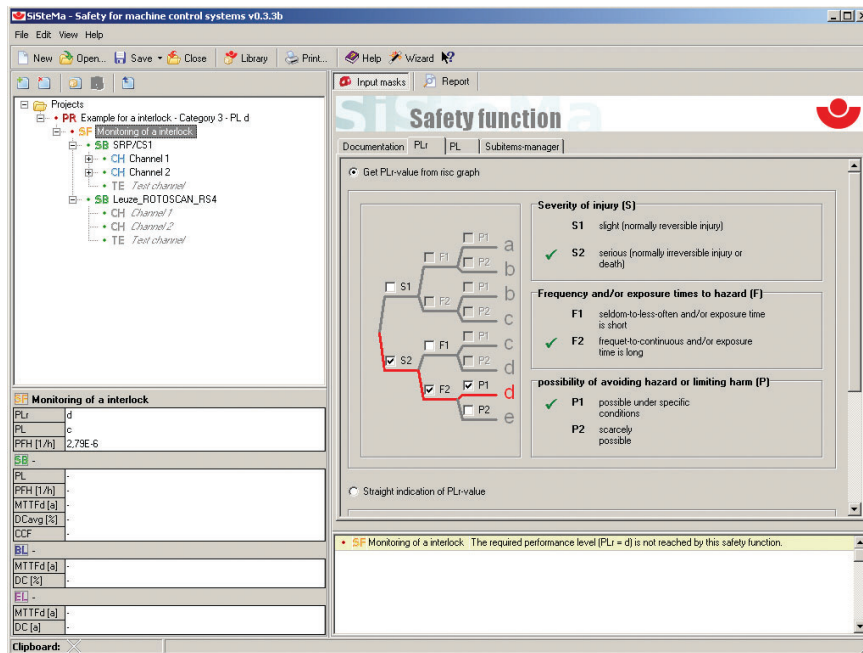 SiSteMa - Safety for machine control systems v0.3.3b
File Edit View Help
New Open... Save Close Library Print... Help Wizard
Input masks Report
Projects
PR Example for a interlock - Category 3 - PL d
SF Monitoring of a interlock
SB SRP/CS1
CH Channel 1
CH Channel 2
TE Test channel
SB Leuze_ROTOSCAN_RS4
CH Channel 1
CH Channel 2
TE Test channel
SF Monitoring of a interlock
PLr d
PL c
PFH [1/h] 2,79E-6
SB -
PL -
PFH [1/h] -
MTTFd [a] -
DCavg [%] -
CCF -
BL -
MTTFd [a] -
DC [%] -
EL -
MTTFd [a] -
DC [a] -
Clipboard:
SiSteMa
Safety function
Documentation PLr PL Subitems-manager
Get PLr-value from risc graph
S1
S2
F1
F2
F1
F2
P1 a
P2 b
P1 b
P2 c
P1 c
P2 d
P1 d
P2 e
Severity of injury (S)
S1 slight (normally reversible injury)
S2 serious (normally irreversible injury or
death)
Frequency and/or exposure times to hazard (F)
F1 seldom-to-less-often and/or exposure time
is short
F2 frequet-to-continuous and/or exposure
time is long
possibility of avoiding hazard or limiting harm (P)
P1 possible under specific
conditions
P2 scarcely
possible
Straight indication of PLr-value
SF Monitoring of a interlock The required performance level (PLr = d) is not reached by this safety function.